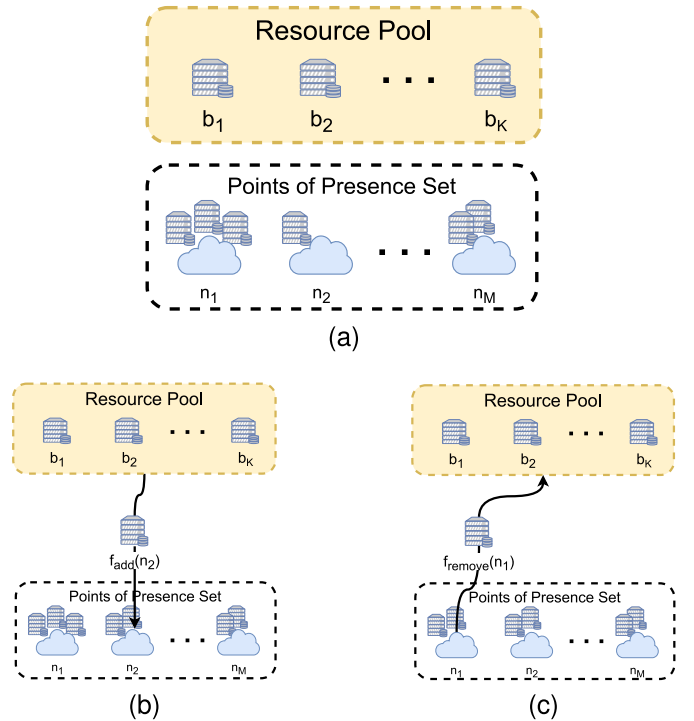 Resource Pool
b1 b2 ... bK
Points of Presence Set
n1 n2 ... nM
(a)
Resource Pool
b1 b2 ... bK
fadd(n2)
Points of Presence Set
n1 n2 ... nM
(b)
Resource Pool
b1 b2 ... bK
fremove(n1)
Points of Presence Set
n1 n2 ... nM
(c)